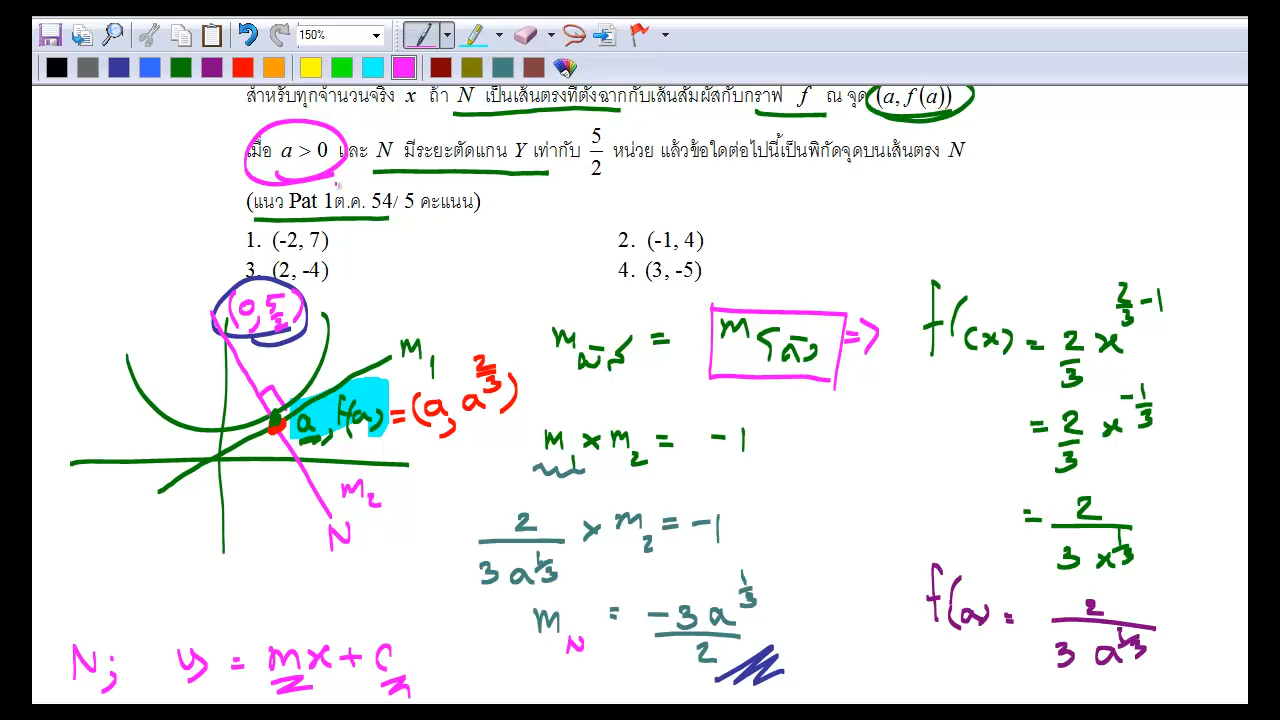 150%
สำหรับทุกจำนวนจริง x ถ้า N เป็นเส้นตรงที่ตั้งฉากกับเส้นสัมผัสกับกราฟ f ณ จุด (a, f(a))
เมื่อ a > 0 และ N มีระยะตัดแกน Y เท่ากับ 5/2 หน่วย แล้วข้อใดต่อไปนี้เป็นพิกัดจุดบนเส้นตรง N
(แนว Pat 1ต.ค. 54/ 5 คะแนน)
1. (-2, 7) 2. (-1, 4)
3. (2, -4) 4. (3, -5)
(0, 5/2)
m₁
a, f(a) = (a, a^(2/3))
m₂
N
m =
m
=>
m₁ × m₂ = -1
2/(3a^(1/3)) × m₂ = -1
m_N = -3a^(1/3)/2
N; y = mx + c
f'(x) = 2/3 x^(2/3 - 1)
= 2/3 x^(-1/3)
= 2/(3x^(1/3))
f'(a) = 2/(3a^(1/3))